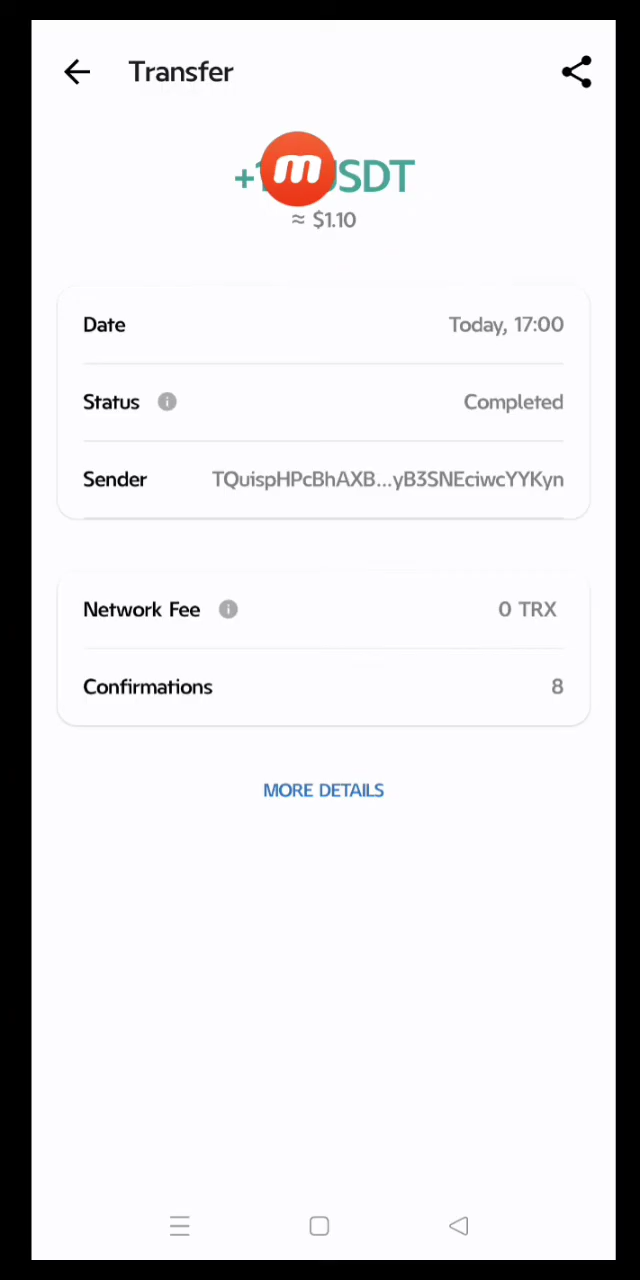 Transfer
m
≈ $1.10
Date Today, 17:00
Status Completed
Sender TQuispHPcBhAXB...yB3SNEciwcYYKyn
Network Fee 0 TRX
Confirmations 8
MORE DETAILS